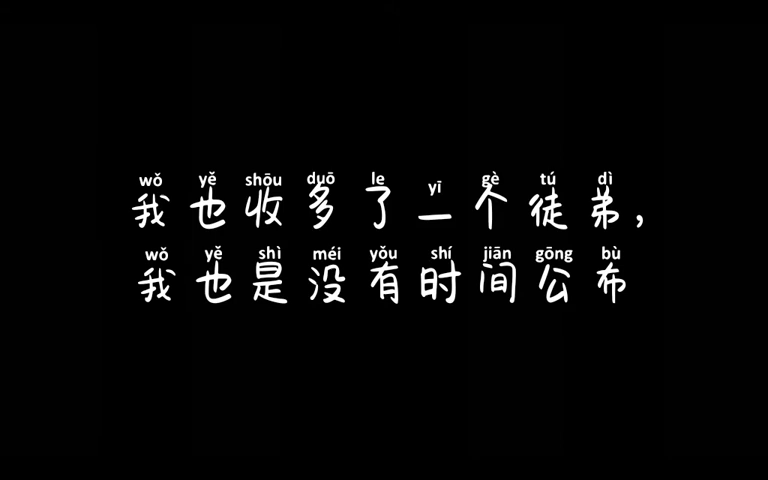 wǒ yě shōu duō le yī gè tú dì
我也收多了一个徒弟，
wǒ yě shì méi yǒu shí jiān gōng bù
我也是没有时间公布